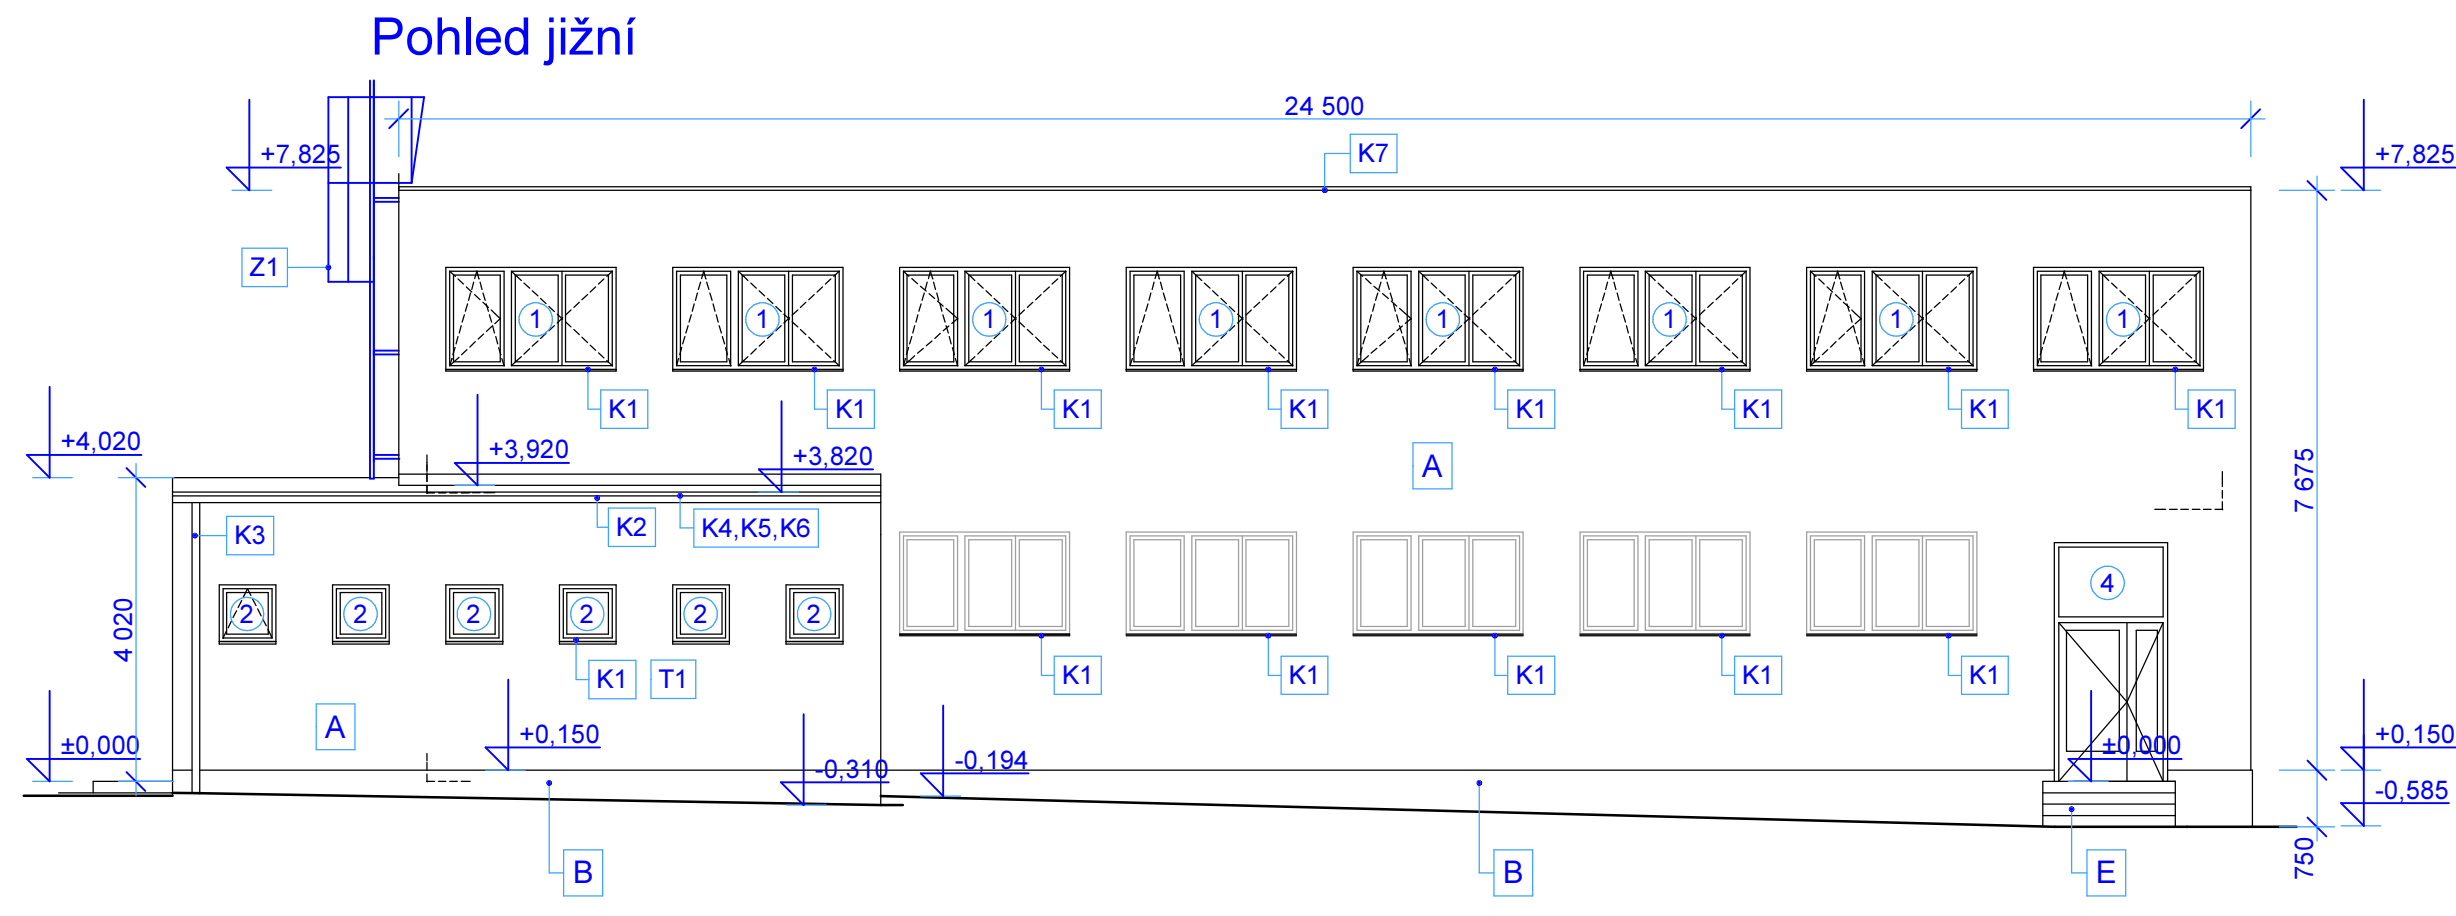 Pohled jižní
24 500
+7,825
K7
+7,825
Z1
1 1 1 1 1 1 1 1
K1 K1 K1 K1 K1 K1 K1 K1
+4,020
+3,920
+3,820
A
7 675
K3
K2
K4,K5,K6
4
2 2 2 2 2 2
4 020
K1 T1
K1 K1 K1 K1 K1
A
±0,000
+0,150
-0,310
-0,194
±0,000
+0,150
-0,585
750
B
B
E